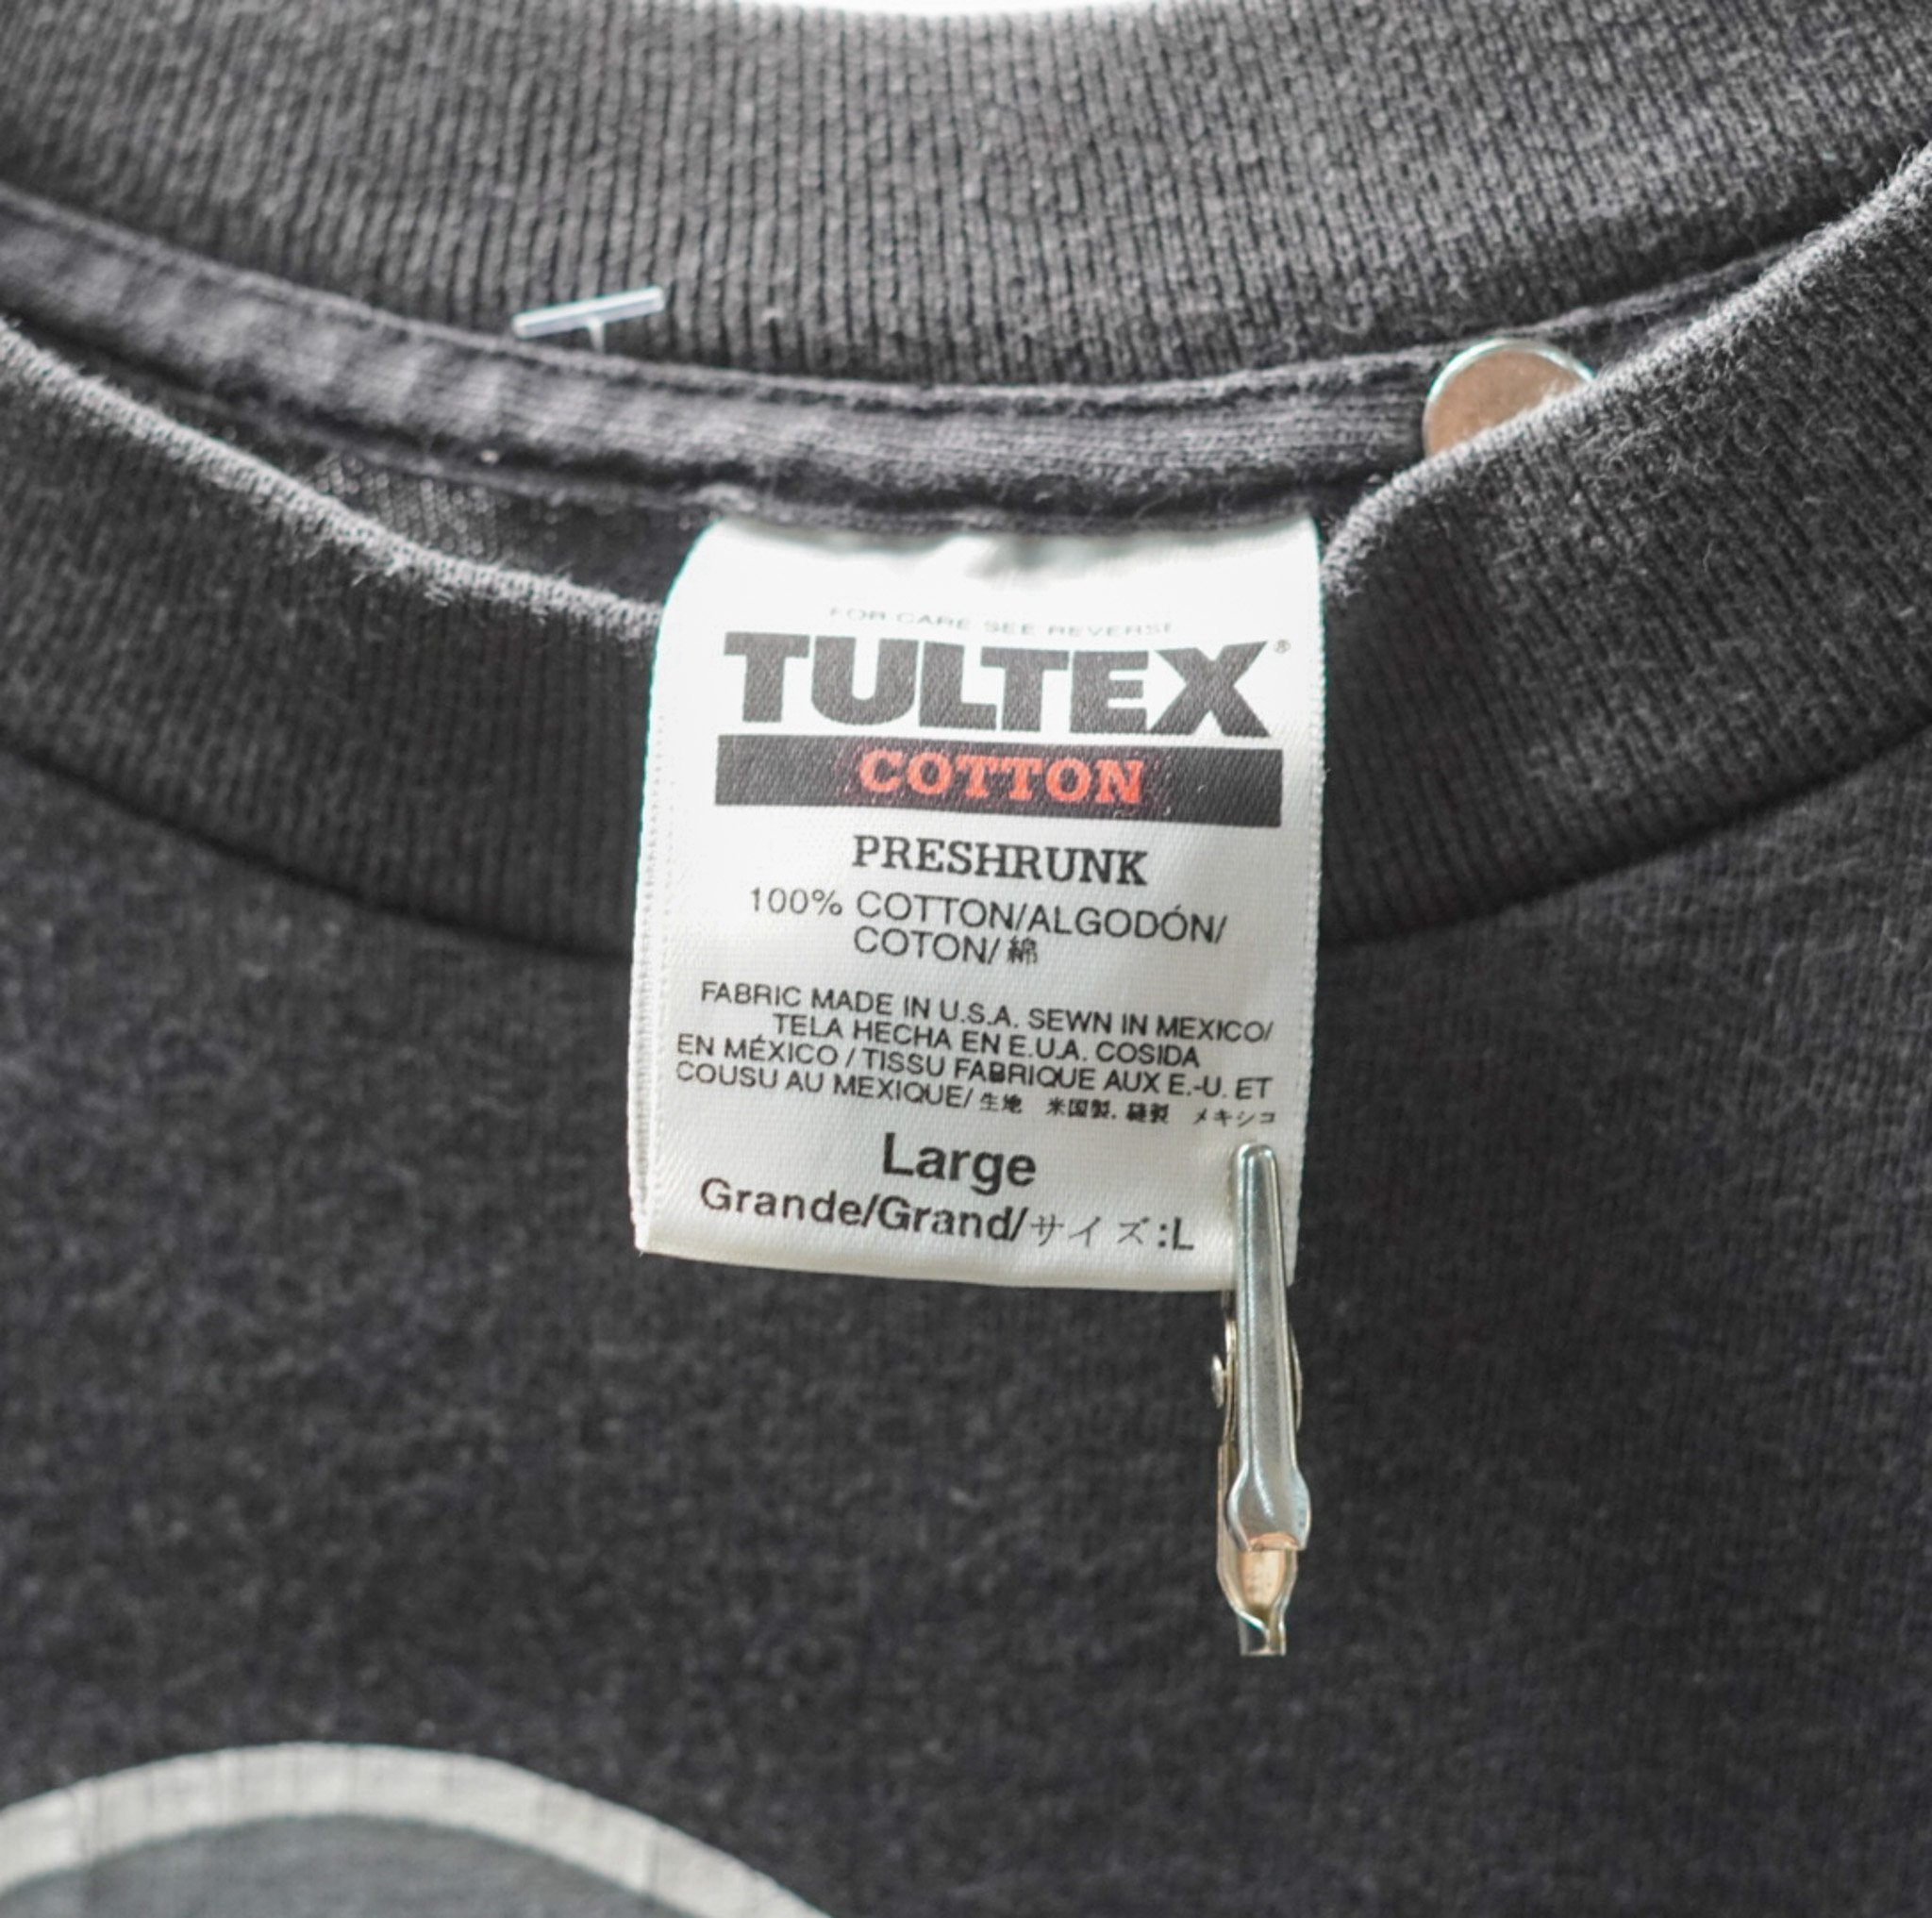 FOR CARE SEE REVERSE
TULTEX®
COTTON
PRESHRUNK
100% COTTON/ALGODÓN/
COTON/ 綿
FABRIC MADE IN U.S.A. SEWN IN MEXICO/
TELA HECHA EN E.U.A. COSIDA
EN MÉXICO / TISSU FABRIQUE AUX E.-U. ET
COUSU AU MEXIQUE/ 生地 米国製. 縫製 メキシコ
Large
Grande/Grand/サイズ:L